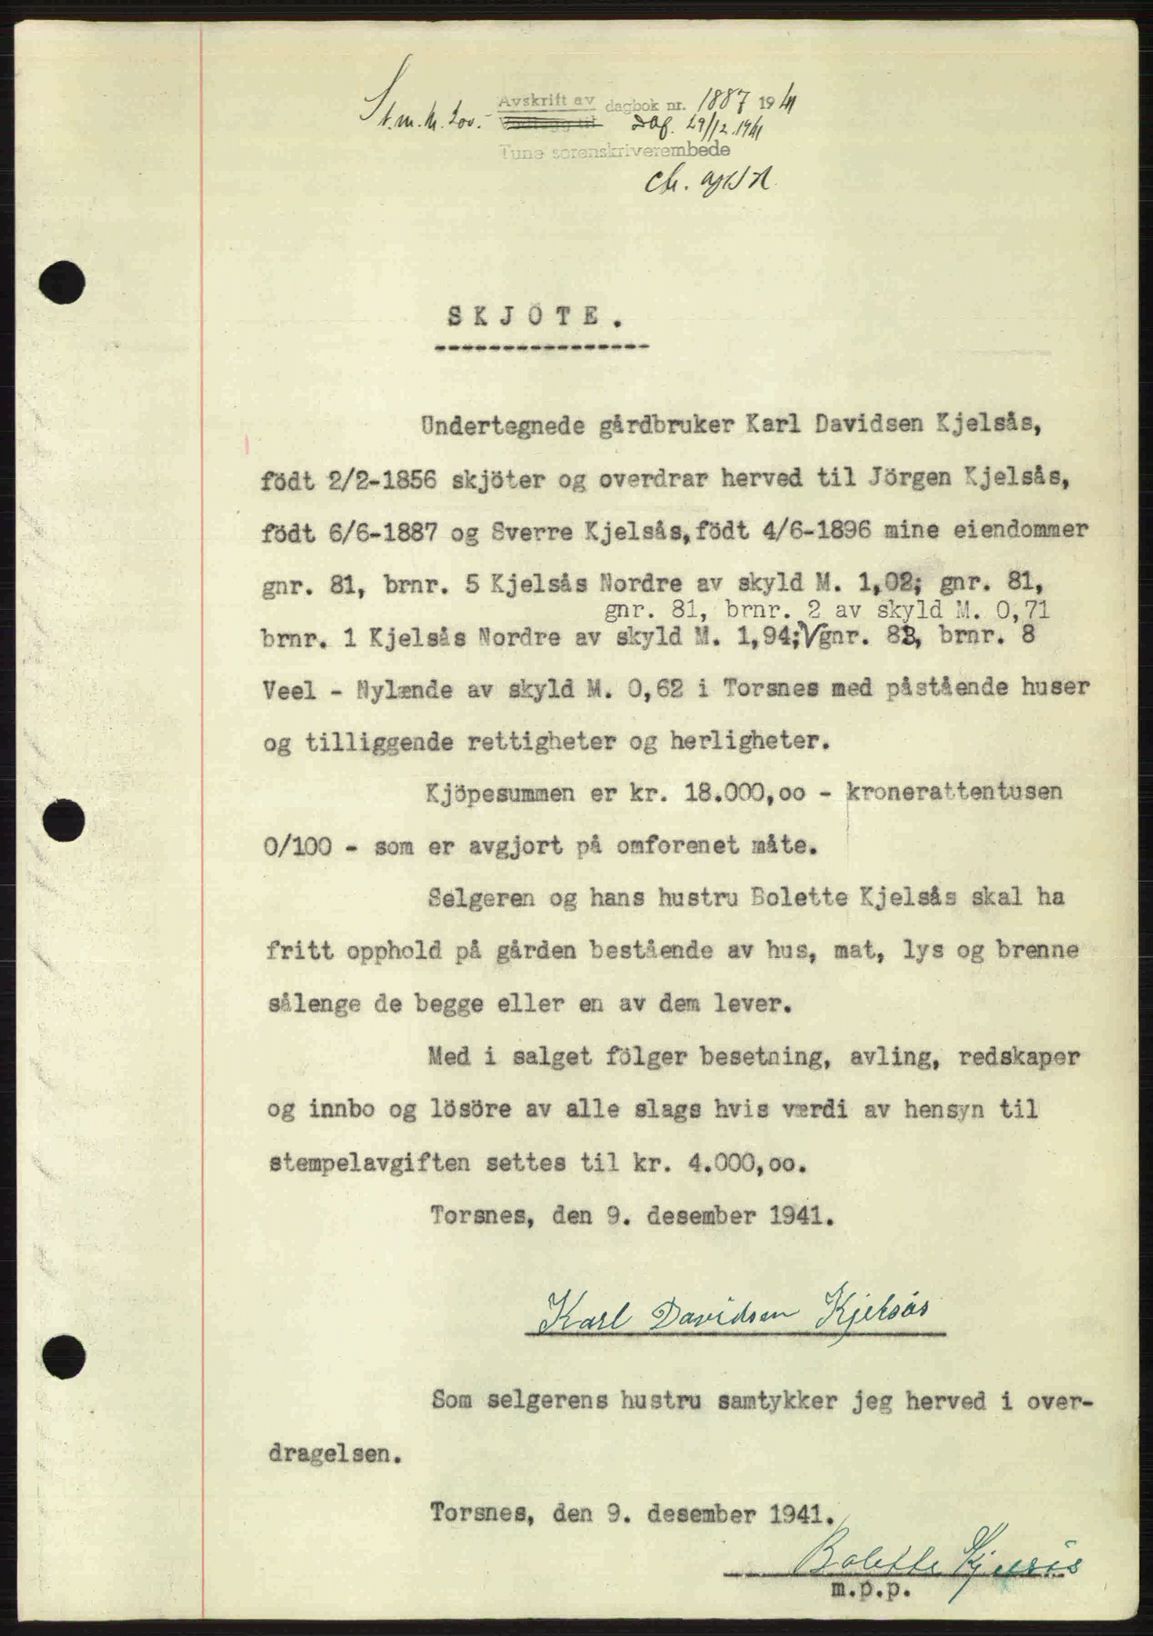 St.m.kr. 200.- Avskrift av dagbok nr. 1887 1941
Vedlegg til Dag. 29/12.1941
Tune sorenskriverembede
SKJÖTE.
Undertegnede gårdbruker Karl Davidsen Kjelsås,
födt 2/2-1856 skjöter og overdrar herved til Jörgen Kjelsås,
födt 6/6-1887 og Sverre Kjelsås, födt 4/6-1896 mine eiendommer
gnr. 81, brnr. 5 Kjelsås Nordre av skyld M. 1,02; gnr. 81,
gnr. 81, brnr. 2 av skyld M. 0,71
brnr. 1 Kjelsås Nordre av skyld M. 1,94;V gnr. 82, brnr. 8
Veel - Nylænde av skyld M. 0,62 i Torsnes med påstående huser
og tilliggende rettigheter og herligheter.
Kjöpesummen er kr. 18.000,oo - kronerattentusen
0/100 - som er avgjort på omforenet måte.
Selgeren og hans hustru Bolette Kjelsås skal ha
fritt opphold på gården bestående av hus, mat, lys og brenne
sålenge de begge eller en av dem lever.
Med i salget fölger besetning, avling, redskaper
og innbo og lösöre av alle slags hvis værdi av hensyn til
stempelavgiften settes til kr. 4.000,oo.
Torsnes, den 9. desember 1941.
Karl Davidsen Kjelsås
Som selgerens hustru samtykker jeg herved i over-
dragelsen.
Torsnes, den 9. desember 1941.
Bolette Kjelsås
m.p.p.